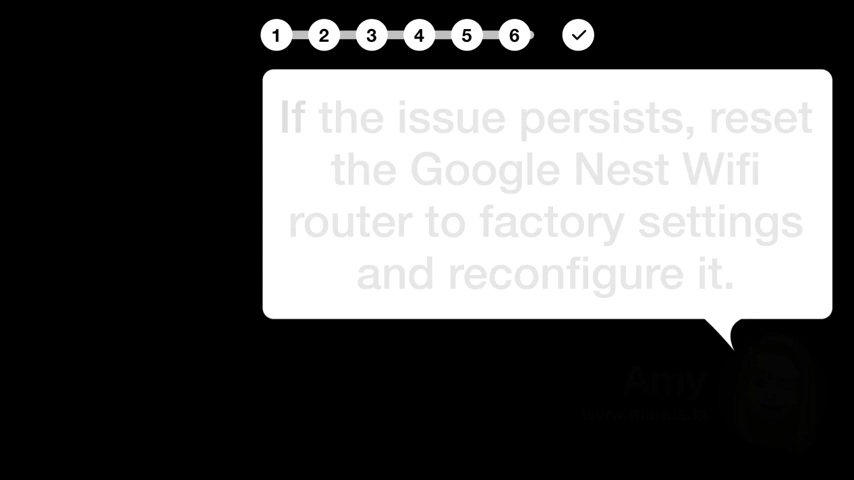 1 2 3 4 5 6
If the issue persists, reset
the Google Nest Wifi
router to factory settings
and reconfigure it.
Amy